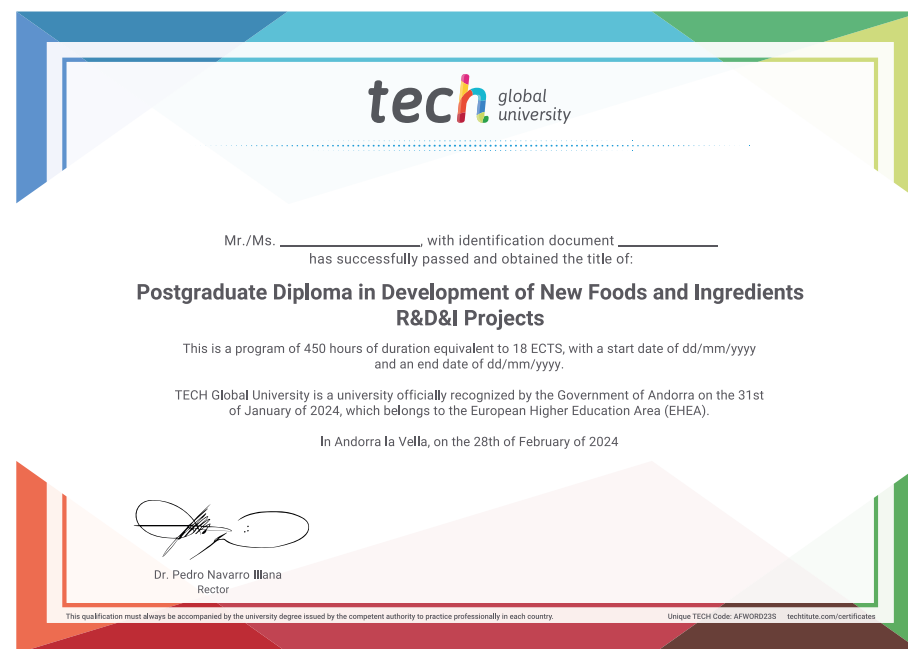 tech global university
Mr./Ms. ____________________, with identification document ______________
has successfully passed and obtained the title of:
Postgraduate Diploma in Development of New Foods and Ingredients
R&D&I Projects
This is a program of 450 hours of duration equivalent to 18 ECTS, with a start date of dd/mm/yyyy
and an end date of dd/mm/yyyy.
TECH Global University is a university officially recognized by the Government of Andorra on the 31st
of January of 2024, which belongs to the European Higher Education Area (EHEA).
In Andorra la Vella, on the 28th of February of 2024
Dr. Pedro Navarro Illana
Rector
This qualification must always be accompanied by the university degree issued by the competent authority to practice professionally in each country. Unique TECH Code: AFWORD23S techtitute.com/certificates